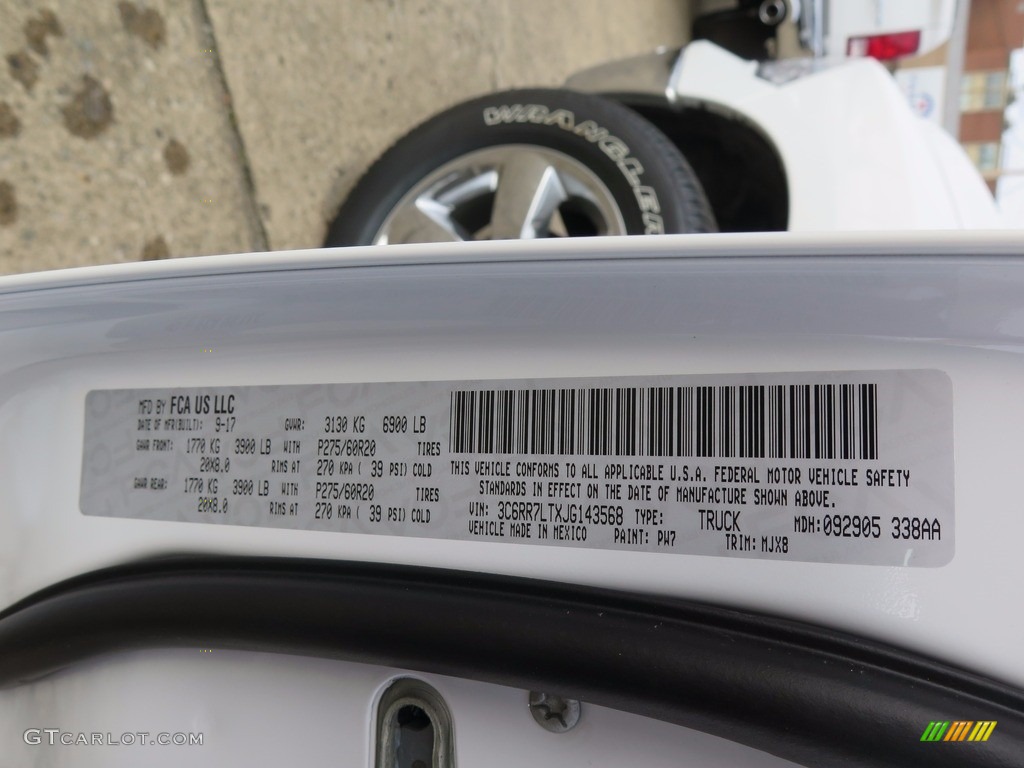 WRANGLER
MFD BY FCA US LLC
DATE OF MFR(BUILT): 9-17 GVWR: 3130 KG 6900 LB
GAWR FRONT: 1770 KG 3900 LB WITH P275/60R20 TIRES
20X8.0 RIMS AT 270 KPA ( 39 PSI) COLD
GAWR REAR: 1770 KG 3900 LB WITH P275/60R20 TIRES
20X8.0 RIMS AT 270 KPA ( 39 PSI) COLD
THIS VEHICLE CONFORMS TO ALL APPLICABLE U.S.A. FEDERAL MOTOR VEHICLE SAFETY
STANDARDS IN EFFECT ON THE DATE OF MANUFACTURE SHOWN ABOVE.
VIN: 3C6RR7LTXJG143568 TYPE: TRUCK MDH:092905 338AA
VEHICLE MADE IN MEXICO PAINT: PW7 TRIM: MJX8
GTCARLOT.COM